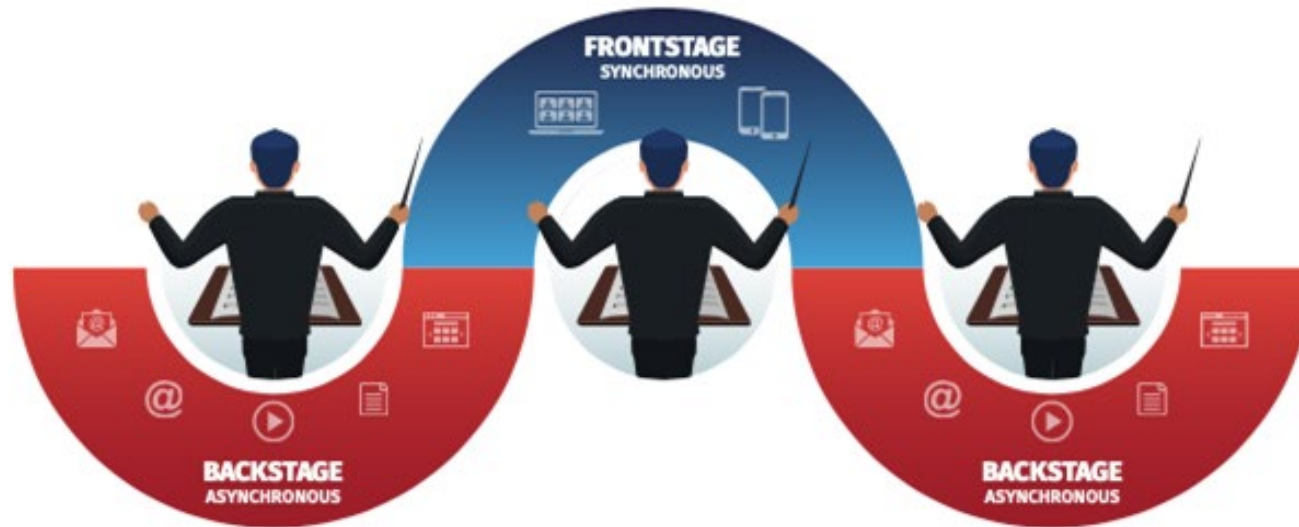 FRONTSTAGE
SYNCHRONOUS
@
@
BACKSTAGE
ASYNCHRONOUS
@
@
BACKSTAGE
ASYNCHRONOUS